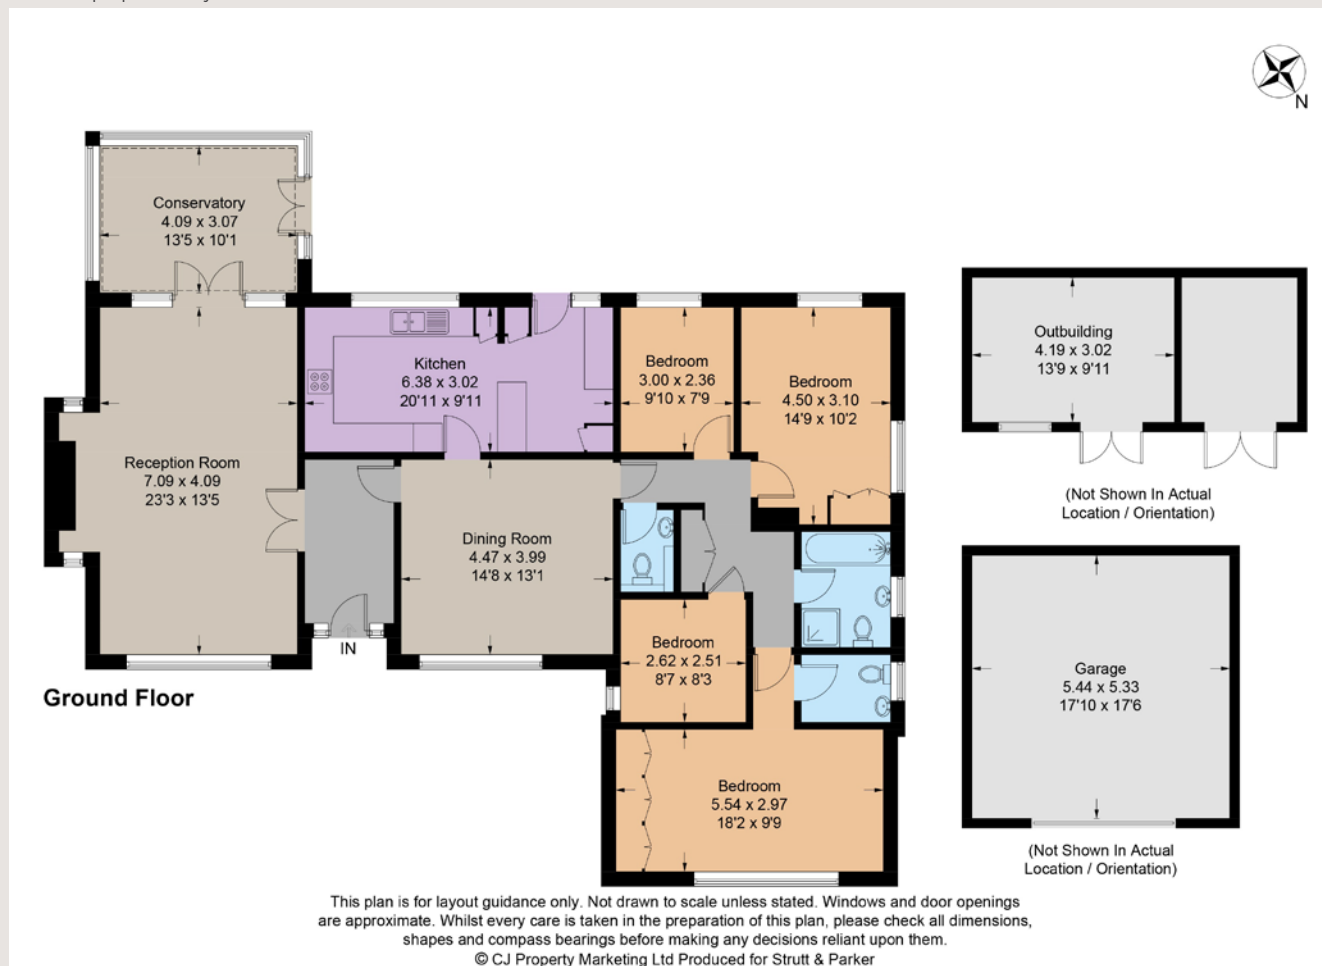 N
Conservatory
4.09 x 3.07
13'5 x 10'1
Kitchen
6.38 x 3.02
20'11 x 9'11
Bedroom
3.00 x 2.36
9'10 x 7'9
Bedroom
4.50 x 3.10
14'9 x 10'2
Outbuilding
4.19 x 3.02
13'9 x 9'11
(Not Shown In Actual
Location / Orientation)
Reception Room
7.09 x 4.09
23'3 x 13'5
Dining Room
4.47 x 3.99
14'8 x 13'1
IN
Bedroom
2.62 x 2.51
8'7 x 8'3
Ground Floor
Garage
5.44 x 5.33
17'10 x 17'6
(Not Shown In Actual
Location / Orientation)
Bedroom
5.54 x 2.97
18'2 x 9'9
This plan is for layout guidance only. Not drawn to scale unless stated. Windows and door openings
are approximate. Whilst every care is taken in the preparation of this plan, please check all dimensions,
shapes and compass bearings before making any decisions reliant upon them.
© CJ Property Marketing Ltd Produced for Strutt & Parker